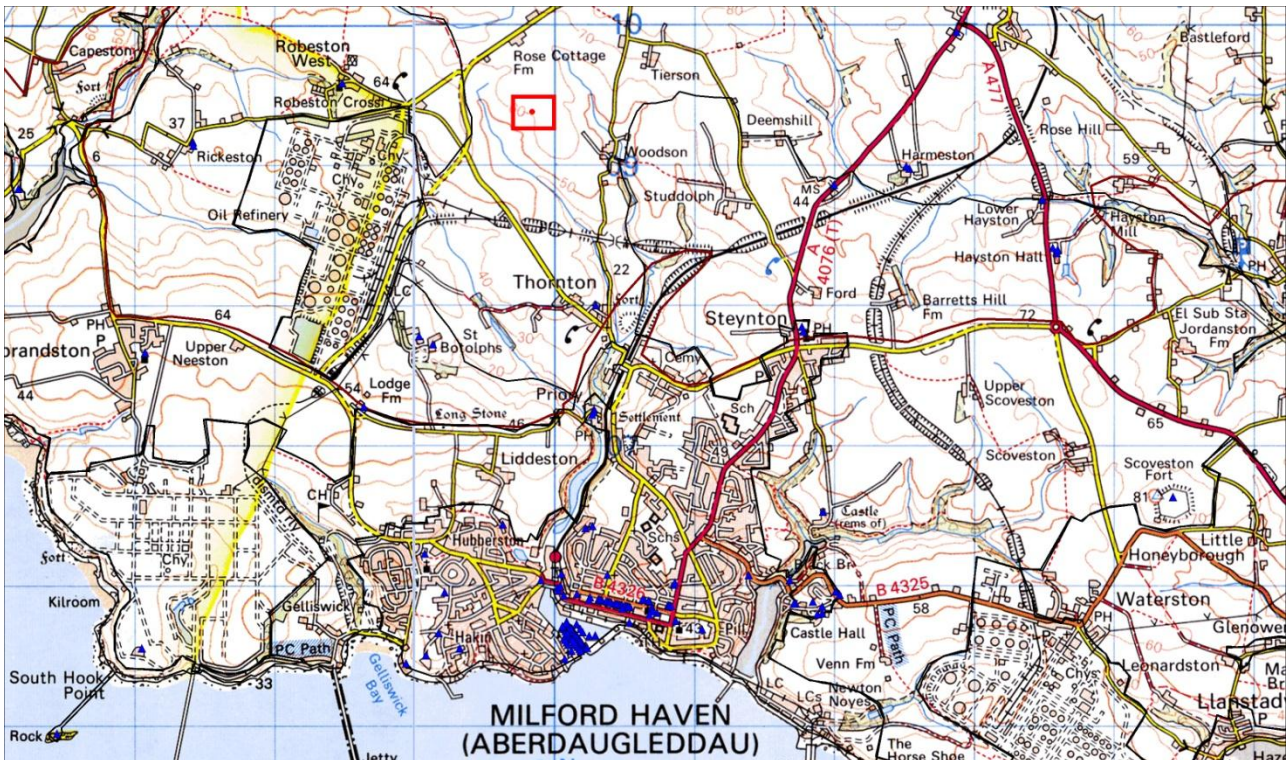 10
Capeston
Robeston
West
Rose Cottage
Fm
Tierson
Bastleford
Fort
64
Robeston Cross
A 477
25
37
Rickeston
6
Deemshill
Rose Hill
Woodson
Harmeston
59
MS
44
Studdolph
Chy
Chy
Oil Refinery
Lower
Hayston
Hayston
Mill
Hayston Hall
PH
A
4076 (T)
22
LC
Thornton
Fort
Ford
Barretts Hill
Fm
72
El Sub Sta
Jordanston
Fm
PH
P
64
Steynton
PH
Upper
Neeston
St
Botolphs
Cemy
44
54
Lodge
Fm
Long Stone
46
Priory
PH
Settlement
Sch
P
49
Upper
Scoveston
65
Scoveston
Liddeston
Scoveston
Fort
81
CH
27
Hubberston
Schs
Castle
(rems of)
Little
Honeyborough
Fort
Chy
Kilroom
Black Br
B 4325
58
B 4325
Gelliswick
Waterston
PH
Glenower
Hakin
43
Pill
Castle Hall
PC Path
PC Path
Gelliswick
Bay
Venn Fm
Leonardston
Chys
South Hook
Point
33
LC
LCs
Newton
Noyes
Llanstad
P
Rock
MILFORD HAVEN
(ABERDAUGLEDDAU)
Jetty
The
Horse Shoe